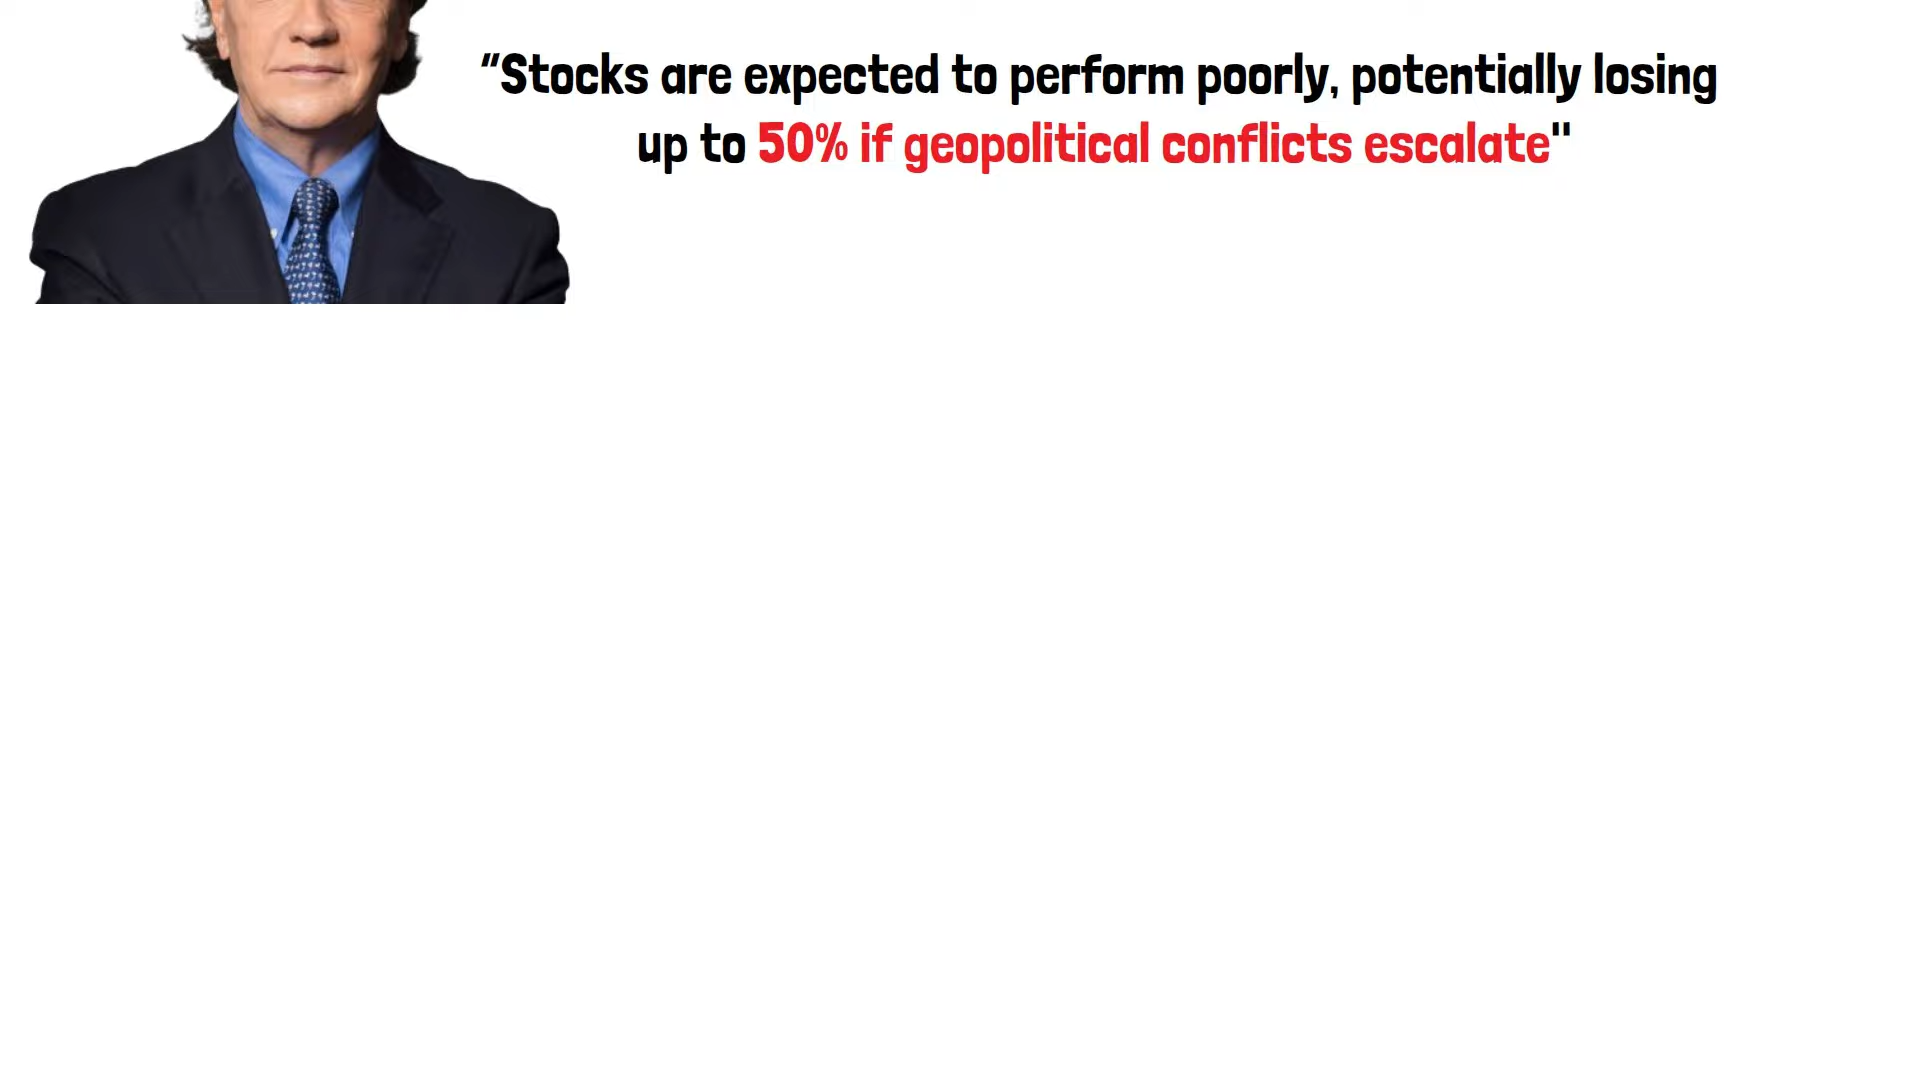 “Stocks are expected to perform poorly, potentially losing
up to 50% if geopolitical conflicts escalate"